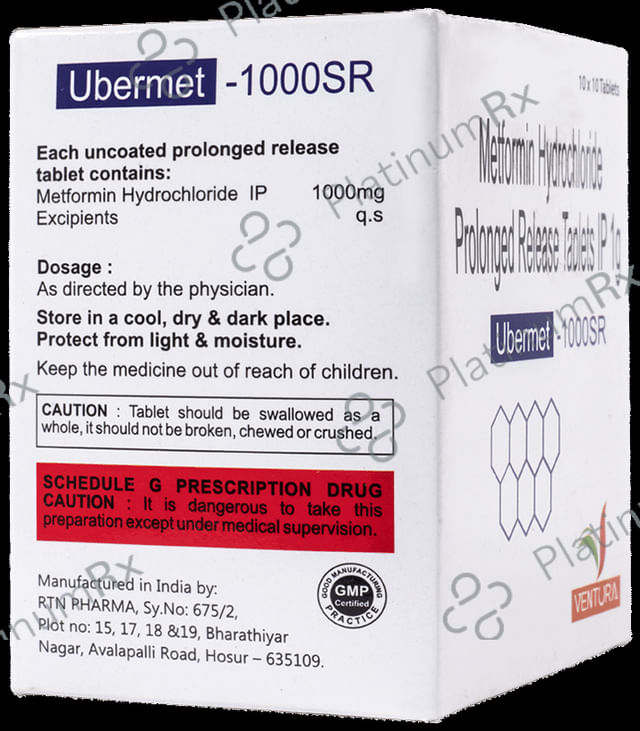 Ubermet -1000SR
Each uncoated prolonged release
tablet contains:
Metformin Hydrochloride IP 1000mg
Excipients q.s
Dosage :
As directed by the physician.
Store in a cool, dry & dark place.
Protect from light & moisture.
Keep the medicine out of reach of children.
CAUTION : Tablet should be swallowed as a
whole, it should not be broken, chewed or crushed.
SCHEDULE G PRESCRIPTION DRUG
CAUTION : It is dangerous to take this
preparation except under medical supervision.
Manufactured in India by:
RTN PHARMA, Sy.No: 675/2,
Plot no: 15, 17, 18 &19, Bharathiyar
Nagar, Avalapalli Road, Hosur – 635109.
GOOD MANUFACTURING
GMP
Certified
PRACTICE
10 x 10 Tablets
Metformin Hydrochloride
Prolonged Release Tablets IP 1g
Ubermet -1000SR
VENTURA
PlatinumRx
PlatinumRx
PlatinumRx
PlatinumRx
PlatinumRx